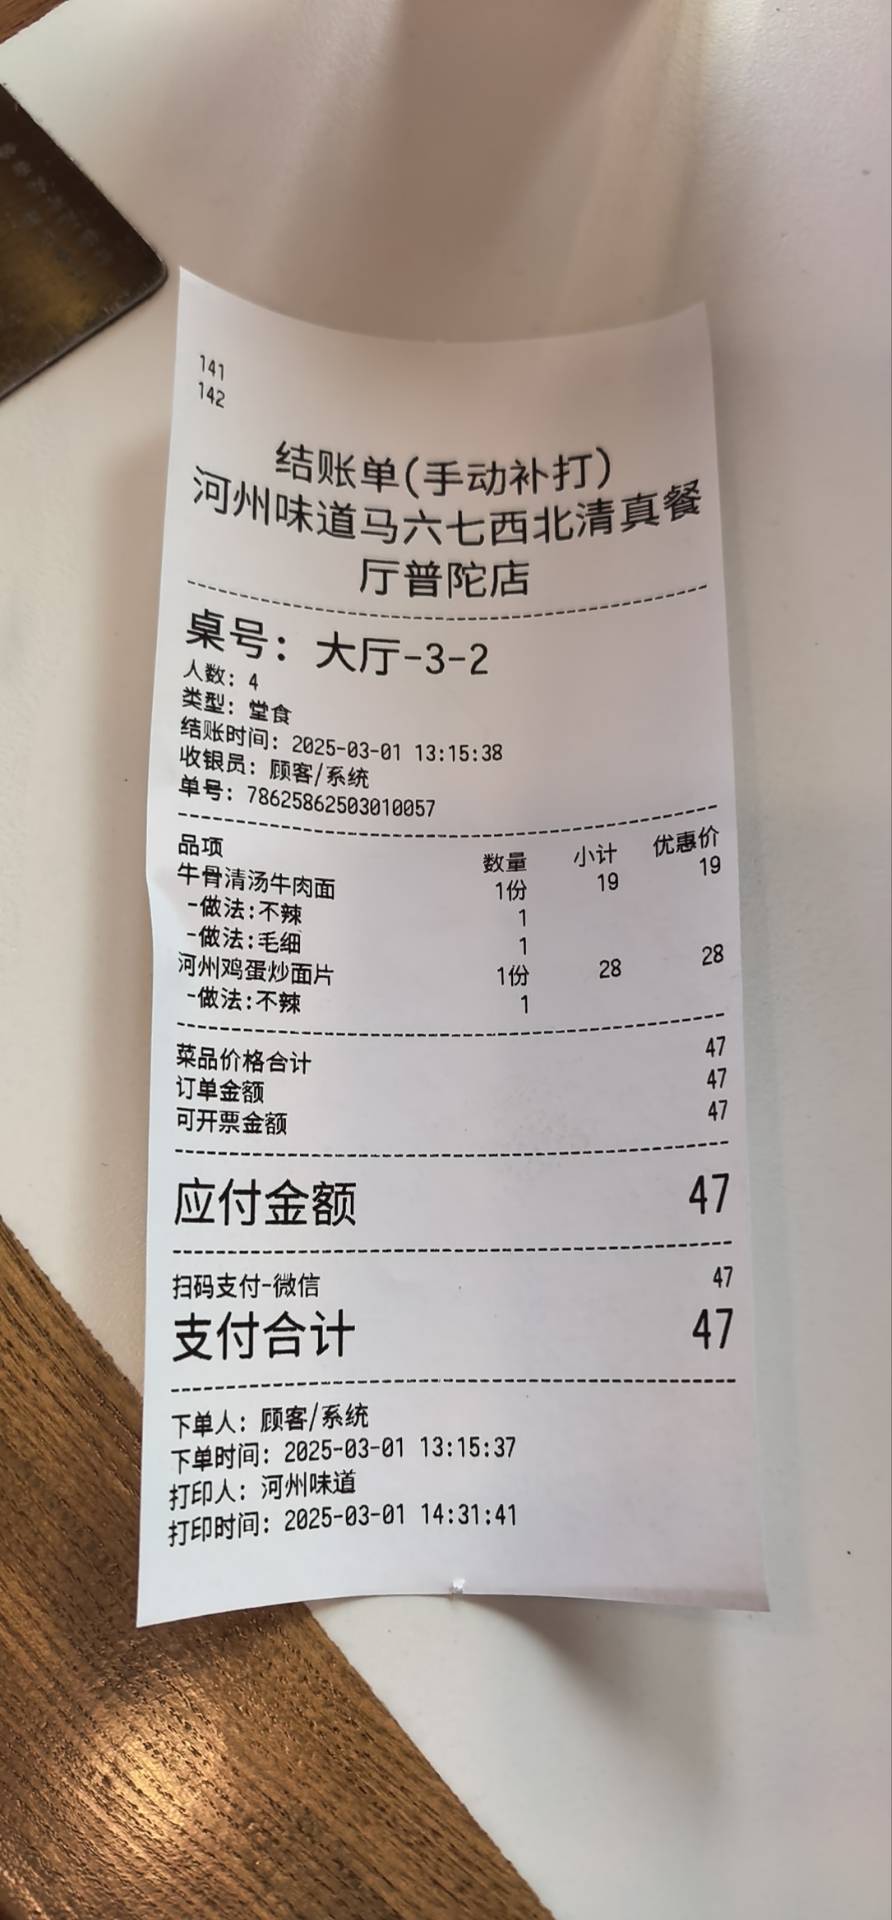 141
142
结账单(手动补打)
河州味道马六七西北清真餐
厅普陀店
桌号: 大厅-3-2
人数: 4
类型: 堂食
结账时间: 2025-03-01 13:15:38
收银员: 顾客/系统
单号: 78625862503010057
品项 数量 小计 优惠价
牛骨清汤牛肉面 1份 19 19
-做法:不辣 1
-做法:毛细 1
河州鸡蛋炒面片 1份 28 28
-做法:不辣 1
菜品价格合计 47
订单金额 47
可开票金额 47
应付金额 47
扫码支付-微信 47
支付合计 47
下单人: 顾客/系统
下单时间: 2025-03-01 13:15:37
打印人: 河州味道
打印时间: 2025-03-01 14:31:41